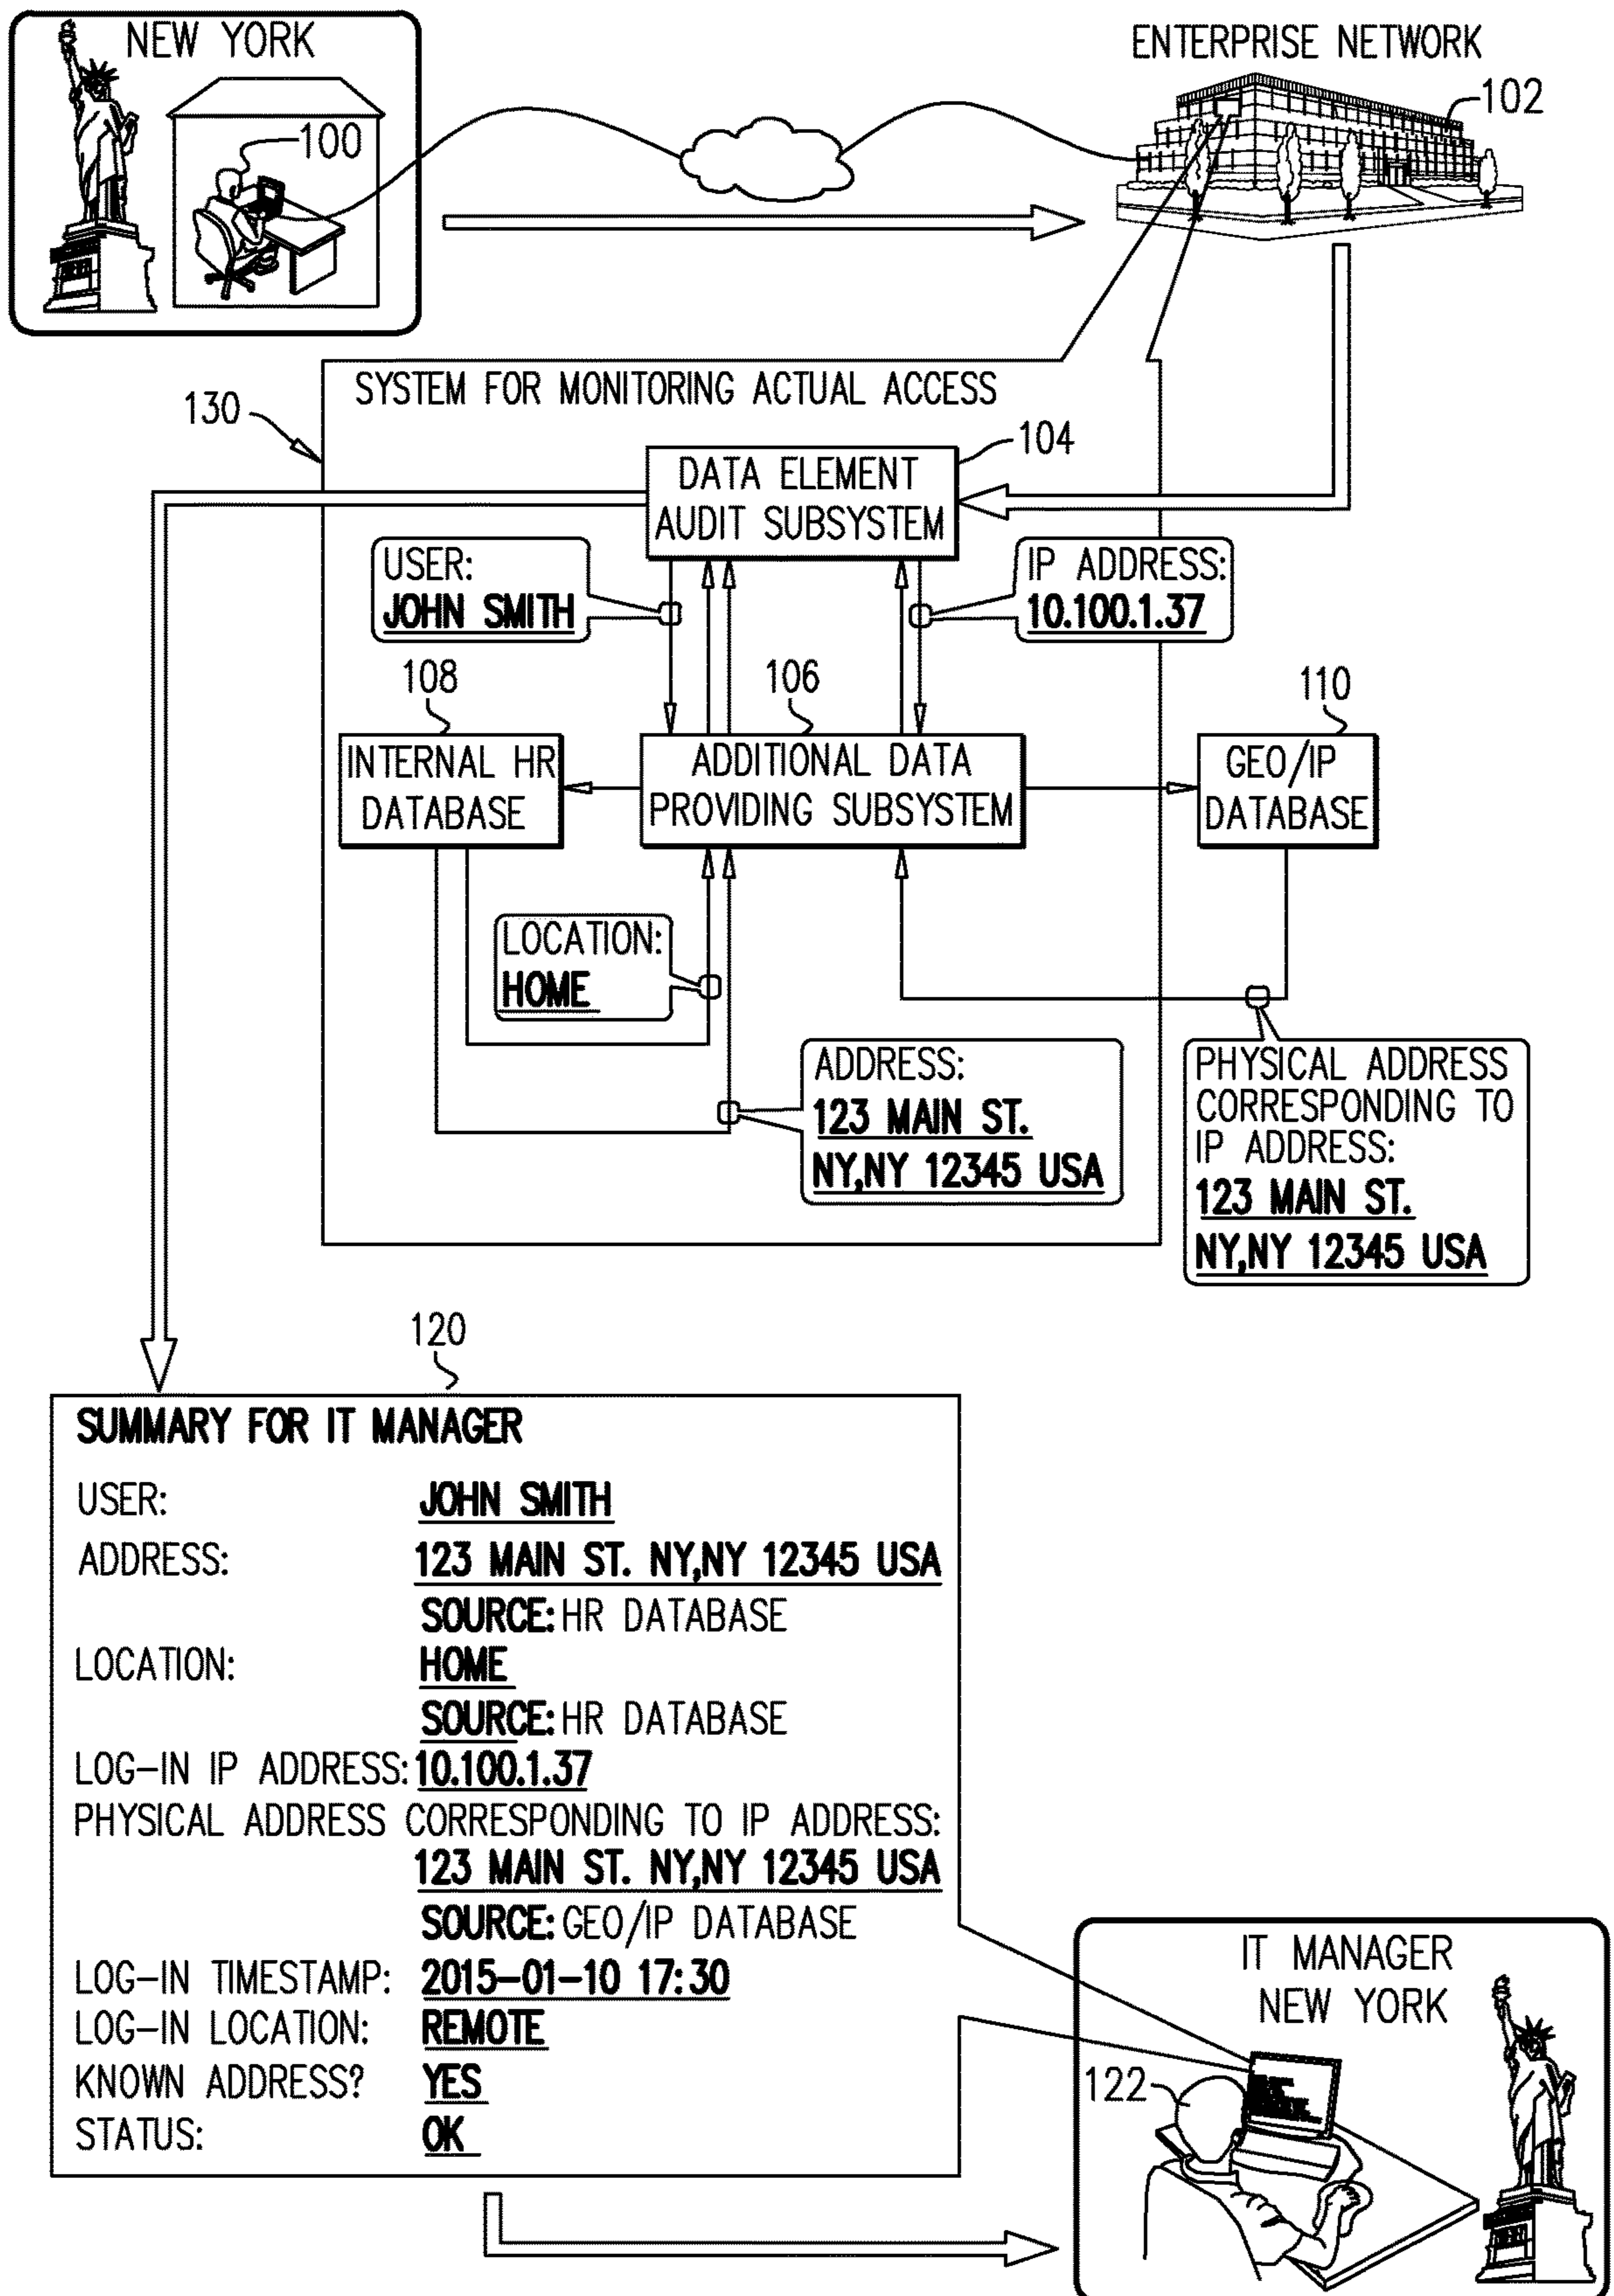 NEW YORK
ENTERPRISE NETWORK
102
100
SYSTEM FOR MONITORING ACTUAL ACCESS
130
104
DATA ELEMENT
AUDIT SUBSYSTEM
USER:
JOHN SMITH
IP ADDRESS:
10.100.1.37
108
106
110
INTERNAL HR
DATABASE
ADDITIONAL DATA
PROVIDING SUBSYSTEM
GEO/IP
DATABASE
LOCATION:
HOME
ADDRESS:
123 MAIN ST.
NY,NY 12345 USA
PHYSICAL ADDRESS
CORRESPONDING TO
IP ADDRESS:
123 MAIN ST.
NY,NY 12345 USA
120
SUMMARY FOR IT MANAGER
USER: JOHN SMITH
ADDRESS: 123 MAIN ST. NY,NY 12345 USA
SOURCE: HR DATABASE
LOCATION: HOME
SOURCE: HR DATABASE
LOG-IN IP ADDRESS: 10.100.1.37
PHYSICAL ADDRESS CORRESPONDING TO IP ADDRESS:
123 MAIN ST. NY,NY 12345 USA
SOURCE: GEO/IP DATABASE
LOG-IN TIMESTAMP: 2015-01-10 17:30
LOG-IN LOCATION: REMOTE
KNOWN ADDRESS? YES
STATUS: OK
IT MANAGER
NEW YORK
122